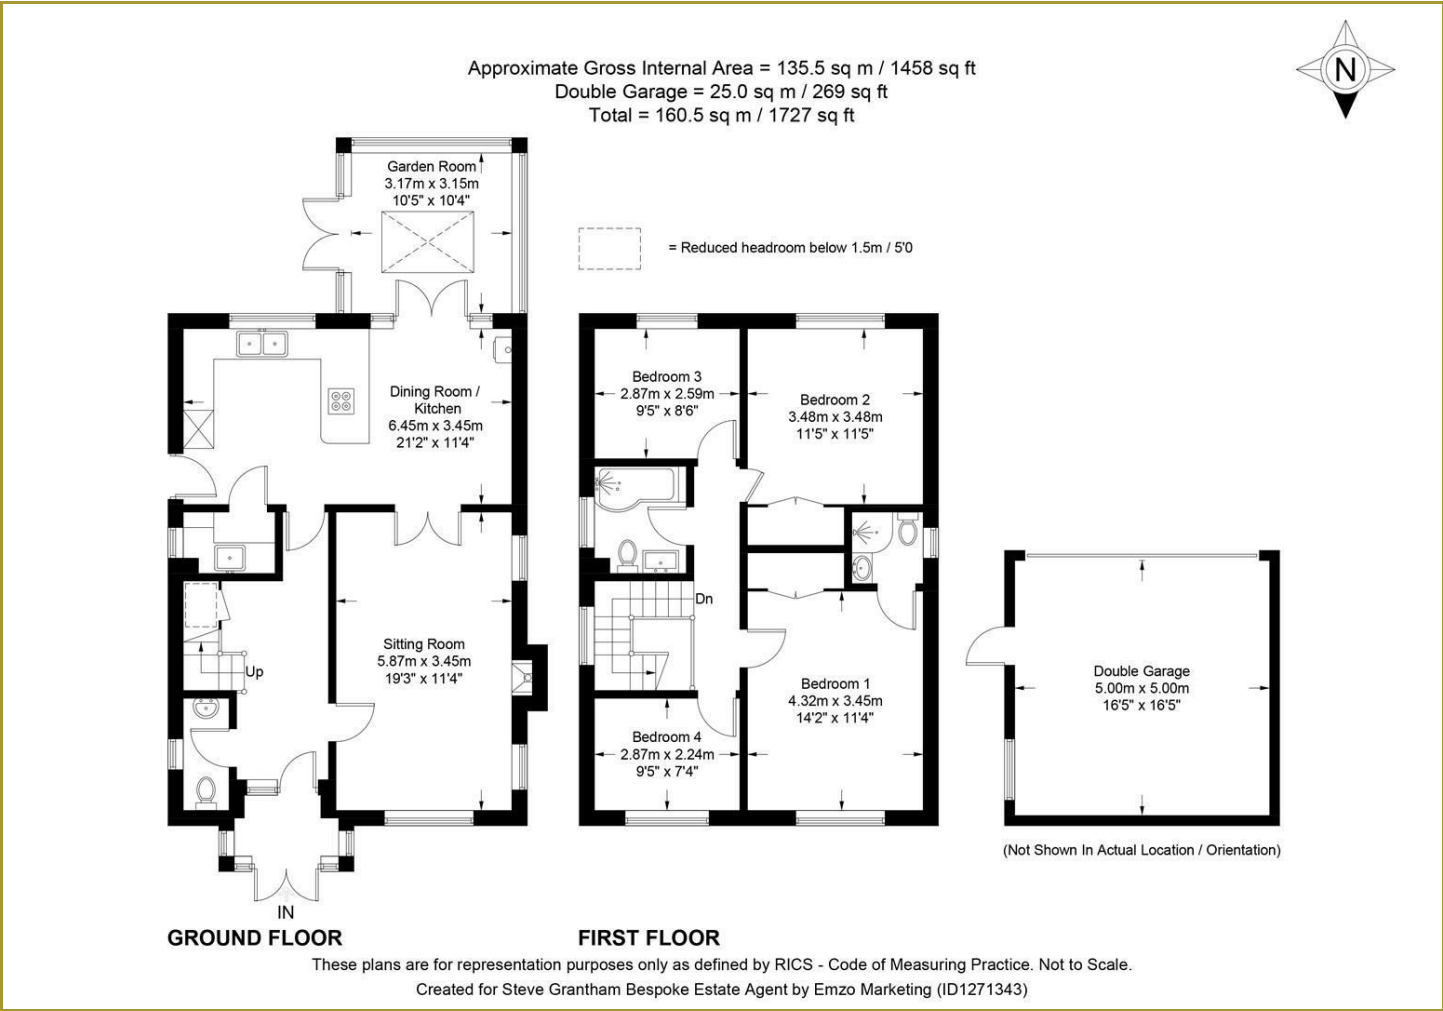 Approximate Gross Internal Area = 135.5 sq m / 1458 sq ft
Double Garage = 25.0 sq m / 269 sq ft
Total = 160.5 sq m / 1727 sq ft
N
Garden Room
3.17m x 3.15m
10'5" x 10'4"
= Reduced headroom below 1.5m / 5'0
Dining Room /
Kitchen
6.45m x 3.45m
21'2" x 11'4"
Sitting Room
5.87m x 3.45m
19'3" x 11'4"
Up
IN
GROUND FLOOR
Bedroom 3
2.87m x 2.59m
9'5" x 8'6"
Bedroom 2
3.48m x 3.48m
11'5" x 11'5"
Dn
Bedroom 1
4.32m x 3.45m
14'2" x 11'4"
Bedroom 4
2.87m x 2.24m
9'5" x 7'4"
FIRST FLOOR
Double Garage
5.00m x 5.00m
16'5" x 16'5"
(Not Shown In Actual Location / Orientation)
These plans are for representation purposes only as defined by RICS - Code of Measuring Practice. Not to Scale.
Created for Steve Grantham Bespoke Estate Agent by Emzo Marketing (ID1271343)